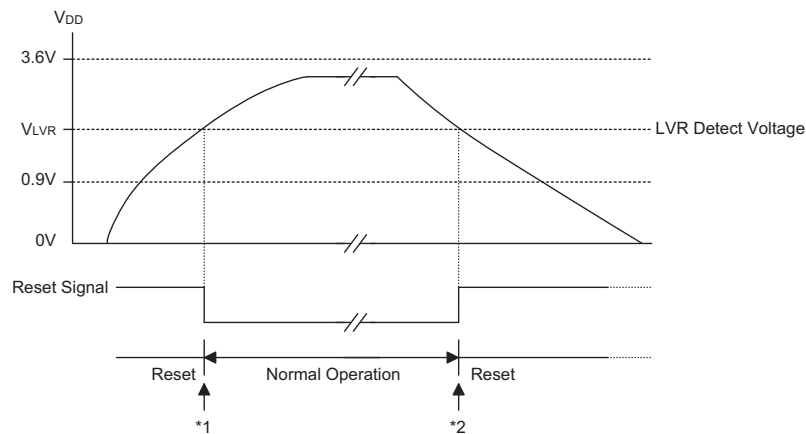 VDD
3.6V
VLVR
LVR Detect Voltage
0.9V
0V
Reset Signal
Reset
Normal Operation
Reset
*1
*2